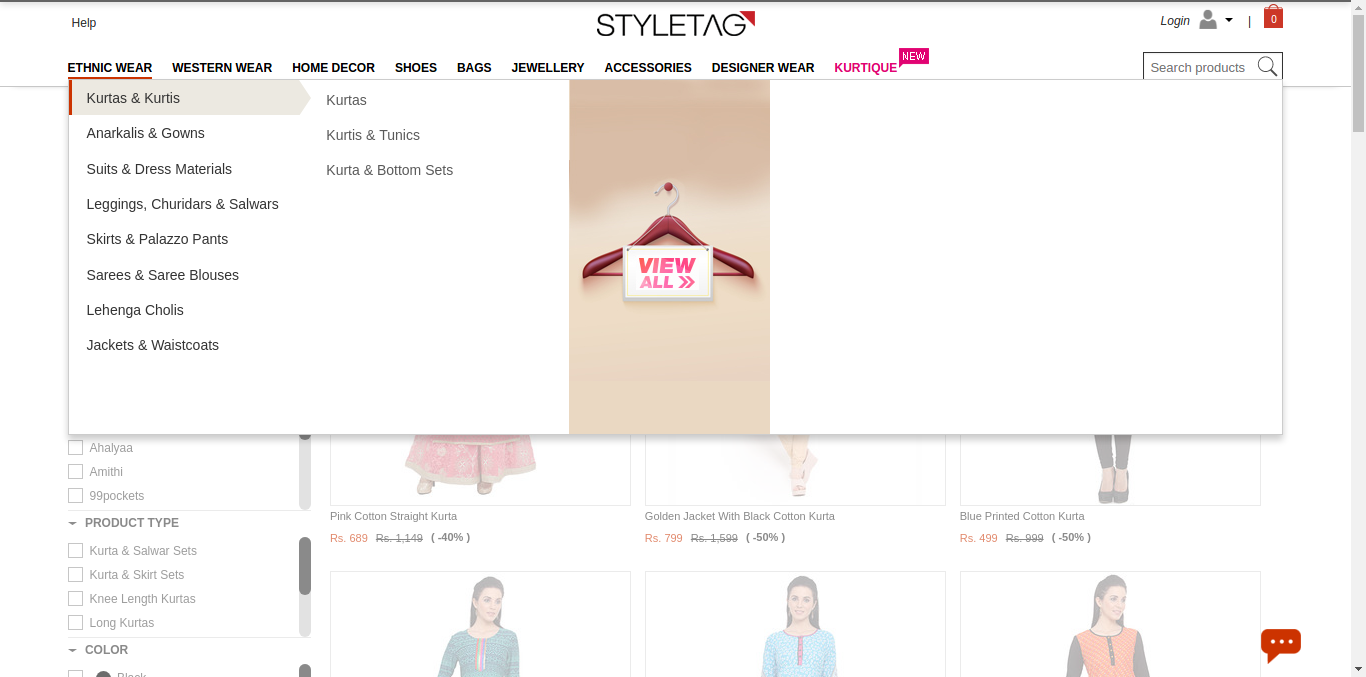 Help
STYLETAG
Login
|
0
ETHNIC WEAR
WESTERN WEAR
HOME DECOR
SHOES
BAGS
JEWELLERY
ACCESSORIES
DESIGNER WEAR
KURTIQUE
NEW
Search products
Kurtas & Kurtis
Anarkalis & Gowns
Suits & Dress Materials
Leggings, Churidars & Salwars
Skirts & Palazzo Pants
Sarees & Saree Blouses
Lehenga Cholis
Jackets & Waistcoats
Kurtas
Kurtis & Tunics
Kurta & Bottom Sets
VIEW
ALL >>
Ahalyaa
Amithi
99pockets
PRODUCT TYPE
Kurta & Salwar Sets
Kurta & Skirt Sets
Knee Length Kurtas
Long Kurtas
COLOR
Black
Pink Cotton Straight Kurta
Rs. 689 Rs. 1,149 ( -40% )
Golden Jacket With Black Cotton Kurta
Rs. 799 Rs. 1,599 ( -50% )
Blue Printed Cotton Kurta
Rs. 499 Rs. 999 ( -50% )